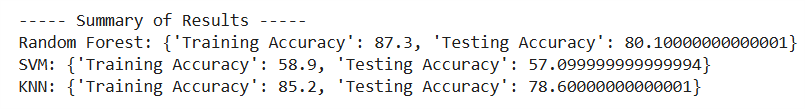 ----- Summary of Results -----
Random Forest: {'Training Accuracy': 87.3, 'Testing Accuracy': 80.10000000000001}
SVM: {'Training Accuracy': 58.9, 'Testing Accuracy': 57.099999999999994}
KNN: {'Training Accuracy': 85.2, 'Testing Accuracy': 78.60000000000001}